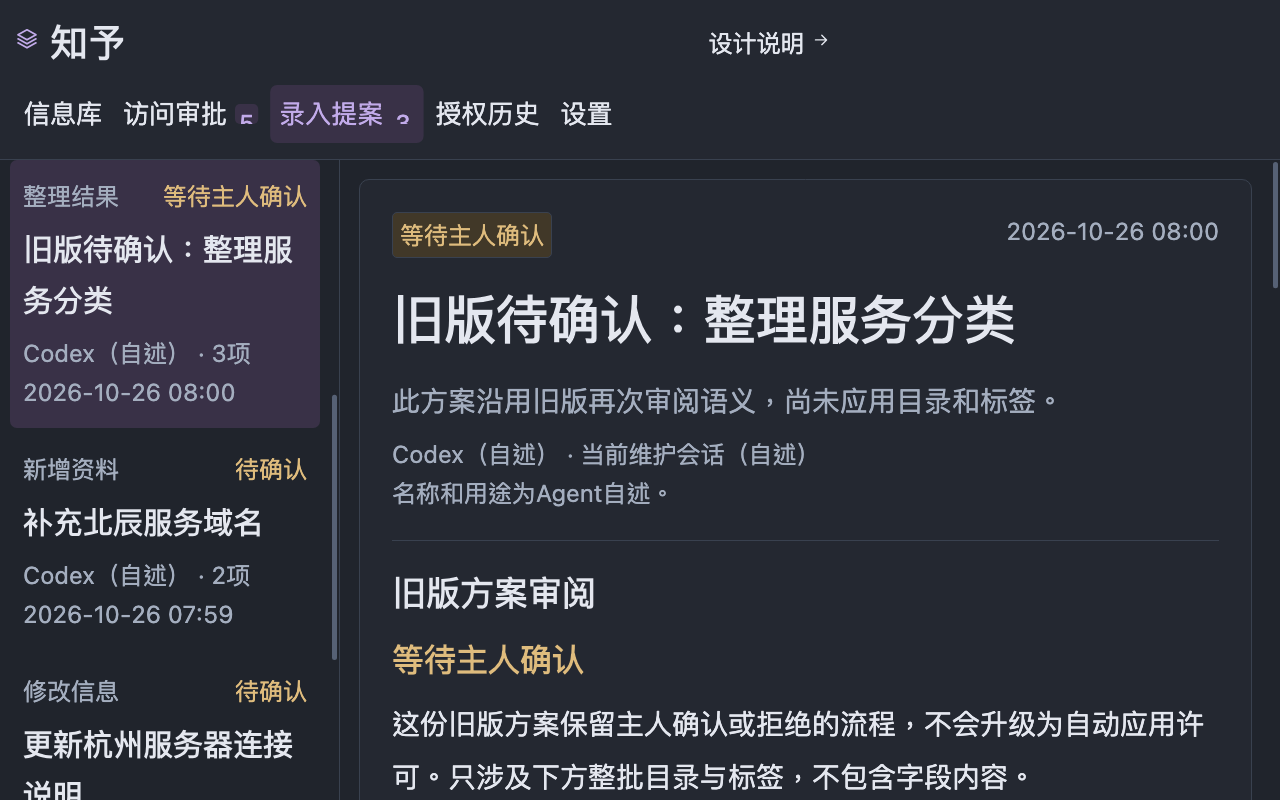 知予
设计说明 →
信息库 访问审批 5 录入提案 3 授权历史 设置
整理结果 等待主人确认
旧版待确认：整理服
务分类
Codex（自述） · 3项
2026-10-26 08:00
新增资料 待确认
补充北辰服务域名
Codex（自述） · 2项
2026-10-26 07:59
修改信息 待确认
更新杭州服务器连接
说明
等待主人确认 2026-10-26 08:00
旧版待确认：整理服务分类
此方案沿用旧版再次审阅语义，尚未应用目录和标签。
Codex（自述） · 当前维护会话（自述）
名称和用途为Agent自述。
旧版方案审阅
等待主人确认
这份旧版方案保留主人确认或拒绝的流程，不会升级为自动应用许
可。只涉及下方整批目录与标签，不包含字段内容。